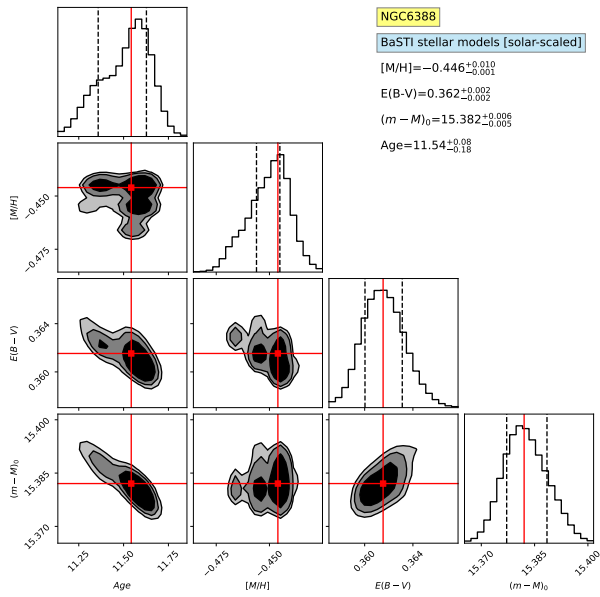 NGC6388
BaSTI stellar models [solar-scaled]
[M/H]=−0.446+0.010−0.001
E(B-V)=0.362+0.002−0.002
(m − M)₀=15.382+0.006−0.005
Age=11.54+0.08−0.18
[M/H]
−0.450
−0.475
E(B − V)
0.364
0.360
(m − M)₀
15.400
15.385
15.370
11.25 11.50 11.75
Age
−0.475 −0.450
[M/H]
0.360 0.364
E(B − V)
15.370 15.385 15.400
(m − M)₀